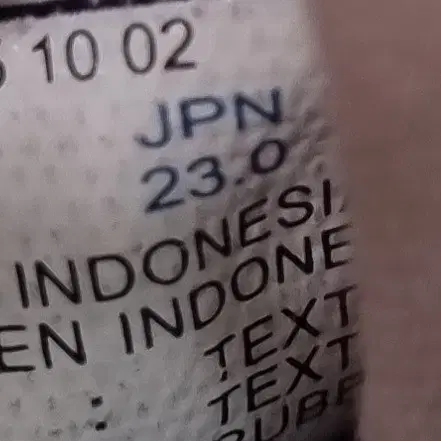 10 02
JPN
23.0
INDONESI
EN INDONE
TEXT
: TEXT